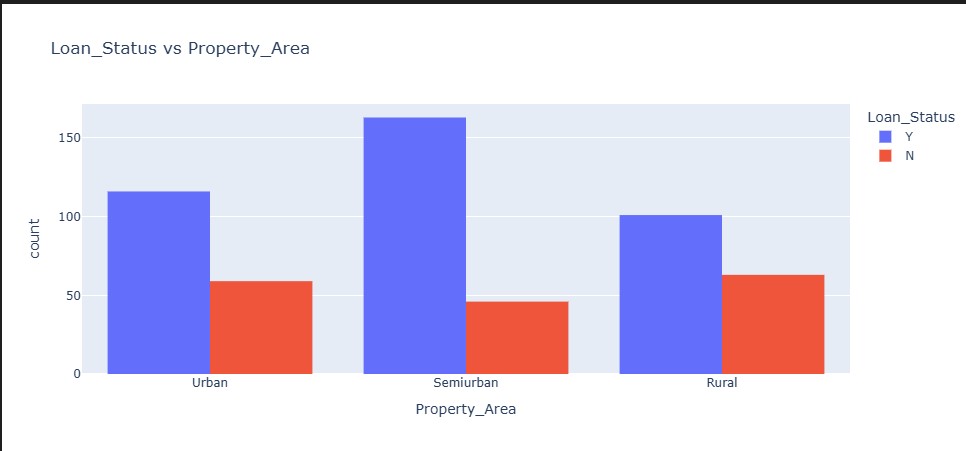 Loan_Status vs Property_Area
Loan_Status
Y
N
150
100
50
0
count
Urban
Semiurban
Rural
Property_Area